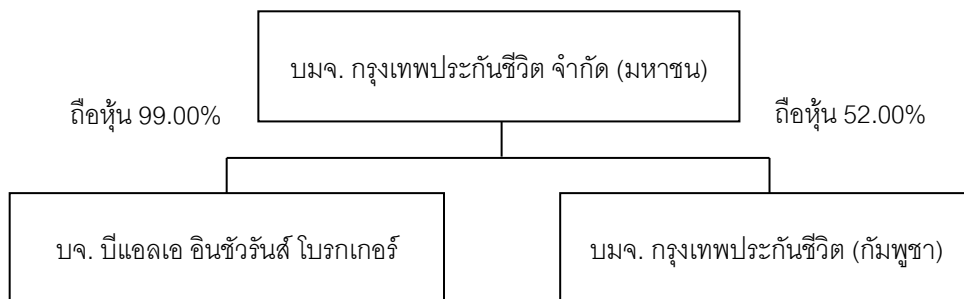 บมจ. กรุงเทพประกันชีวิต จำกัด (มหาชน)
ถือหุ้น 99.00%
ถือหุ้น 52.00%
บจ. บีแอลเอ อินชัวรันส์ โบรกเกอร์
บมจ. กรุงเทพประกันชีวิต (กัมพูชา)